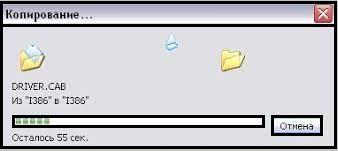 Копирование...
DRIVER.CAB
Из "I386" в "I386"
Отмена
Осталось 55 сек.